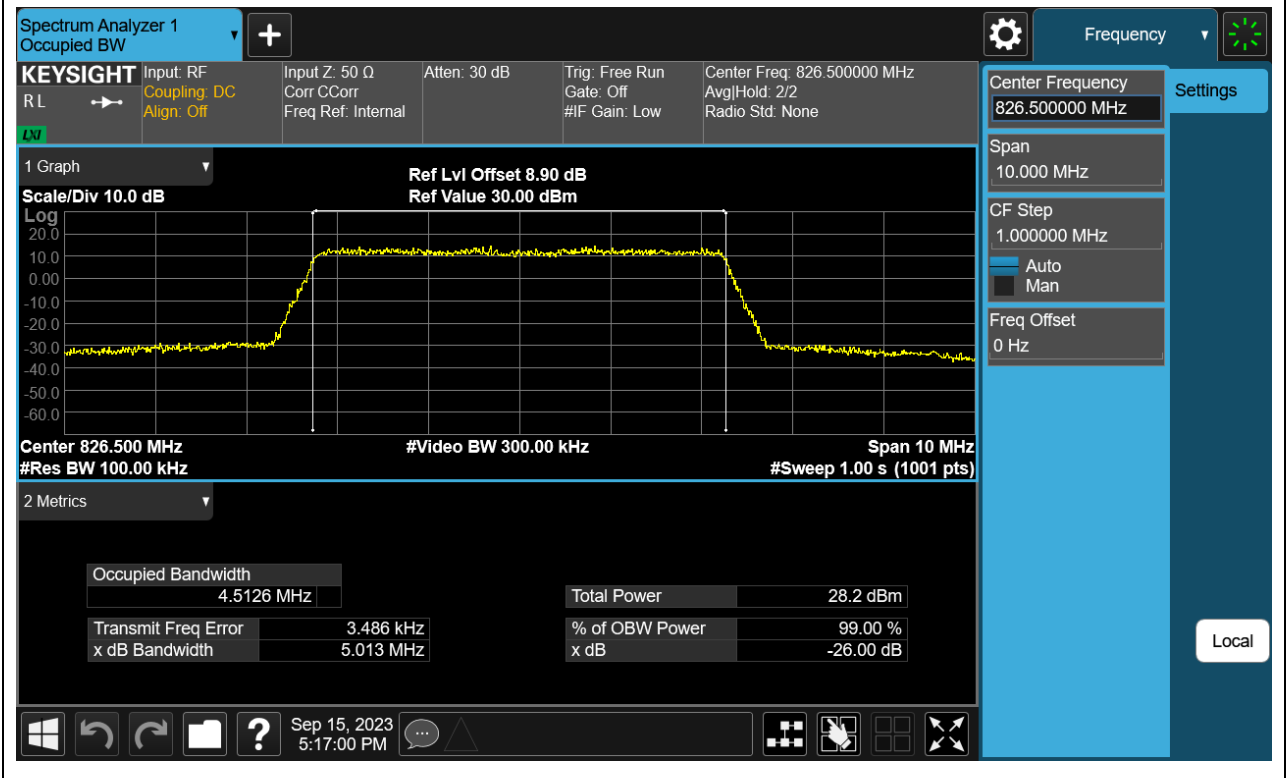 Spectrum Analyzer 1
Occupied BW
+
Frequency
KEYSIGHT
R L
LXI
Input: RF
Coupling: DC
Align: Off
Input Z: 50 Ω
Corr CCorr
Freq Ref: Internal
Atten: 30 dB
Trig: Free Run
Gate: Off
#IF Gain: Low
Center Freq: 826.500000 MHz
Avg|Hold: 2/2
Radio Std: None
Center Frequency
826.500000 MHz
Settings
Span
10.000 MHz
CF Step
1.000000 MHz
Auto
Man
Freq Offset
0 Hz
1 Graph
Ref Lvl Offset 8.90 dB
Scale/Div 10.0 dB
Ref Value 30.00 dBm
Log
20.0
10.0
0.00
-10.0
-20.0
-30.0
-40.0
-50.0
-60.0
Center 826.500 MHz
#Video BW 300.00 kHz
Span 10 MHz
#Res BW 100.00 kHz
#Sweep 1.00 s (1001 pts)
2 Metrics
Occupied Bandwidth
4.5126 MHz
Total Power 28.2 dBm
Transmit Freq Error 3.486 kHz
% of OBW Power 99.00 %
x dB Bandwidth 5.013 MHz
x dB -26.00 dB
Local
?
Sep 15, 2023
5:17:00 PM